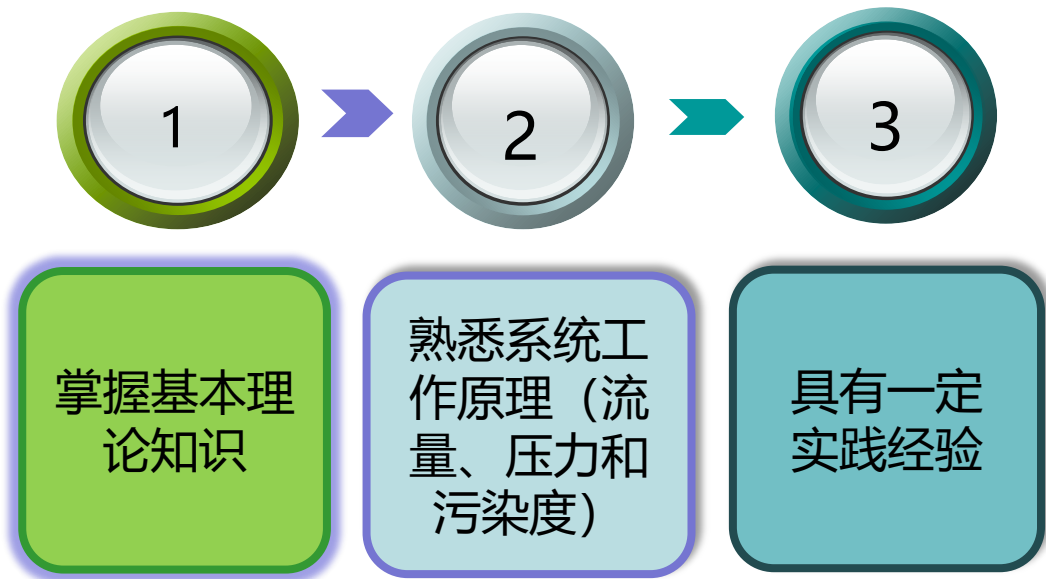 1
2
3
掌握基本理
论知识
熟悉系统工
作原理（流
量、压力和
污染度）
具有一定
实践经验